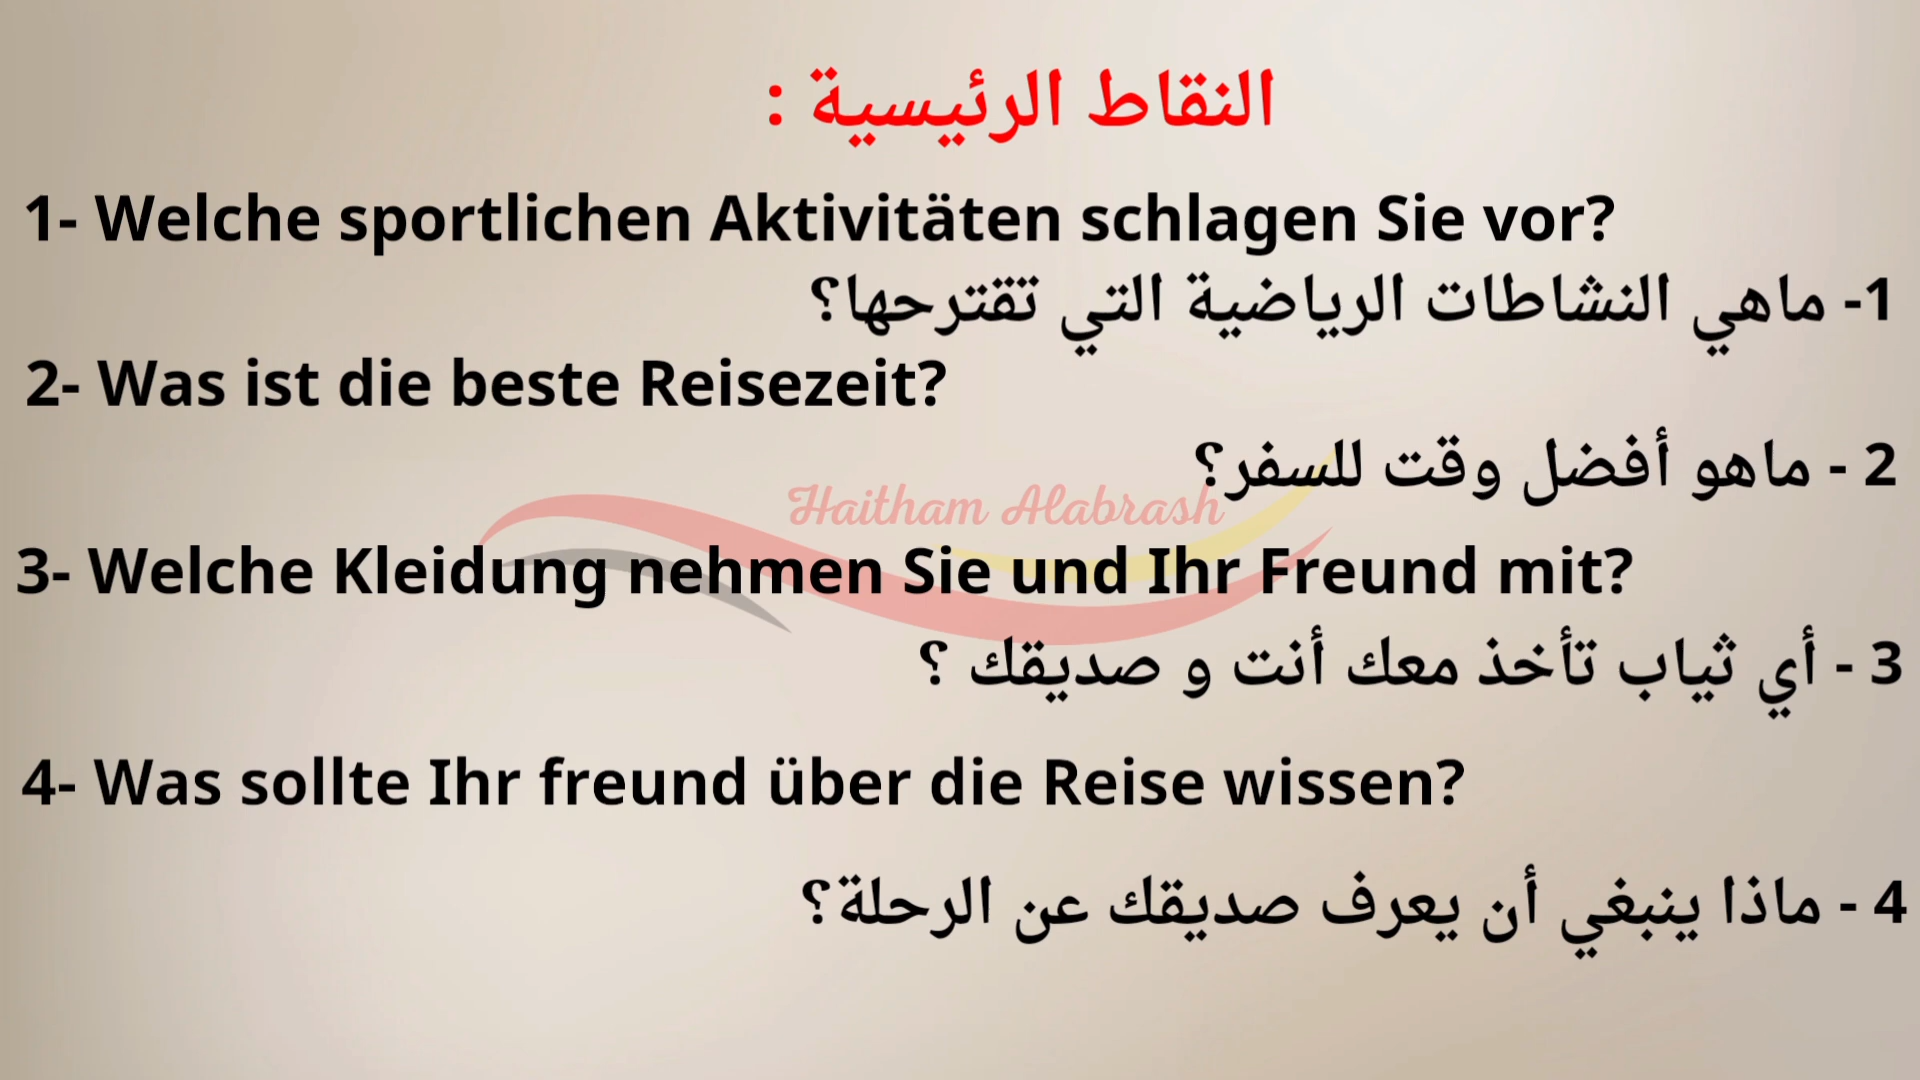 النقاط الرئيسية :
1- Welche sportlichen Aktivitäten schlagen Sie vor?
1- ماهي النشاطات الرياضية التي تقترحها؟
2- Was ist die beste Reisezeit?
2 - ماهو أفضل وقت للسفر؟
Haitham Alabrash
3- Welche Kleidung nehmen Sie und Ihr Freund mit?
3 - أي ثياب تأخذ معك أنت و صديقك ؟
4- Was sollte Ihr freund über die Reise wissen?
4 - ماذا ينبغي أن يعرف صديقك عن الرحلة؟